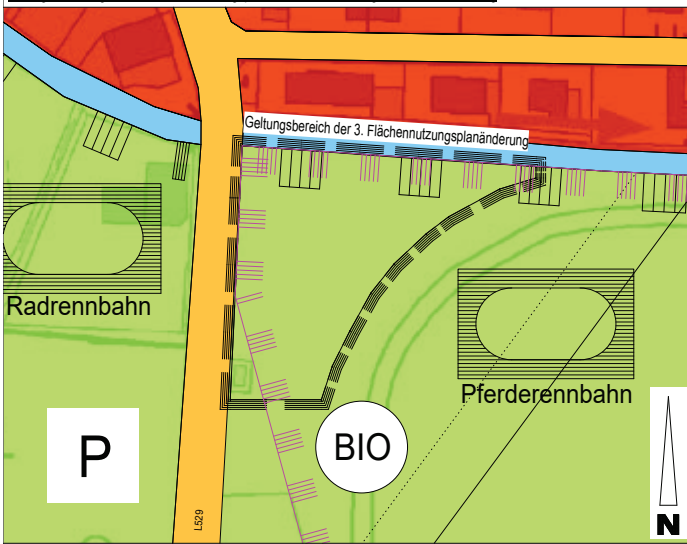 Geltungsbereich der 3. Flächennutzungsplanänderung
Radrennbahn
Pferderennbahn
P
BIO
L529
N